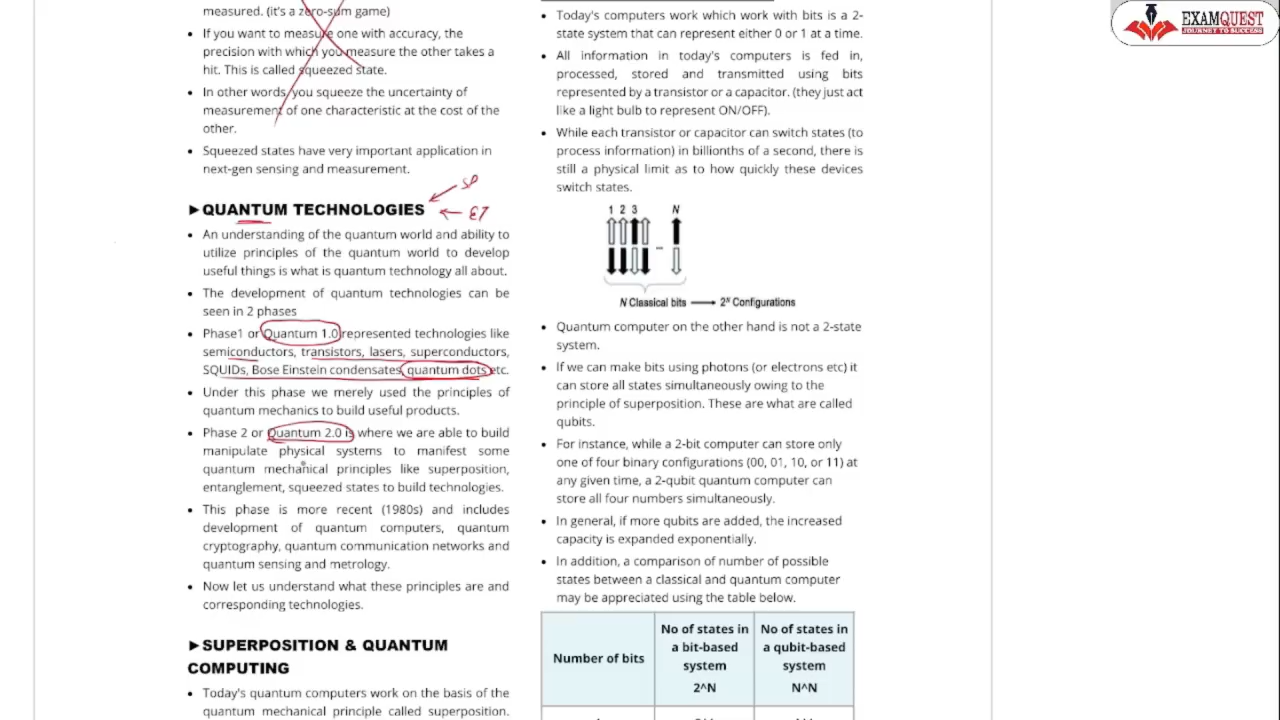 measured. (it's a zero-sum game)
• If you want to measure one with accuracy, the
precision with which you measure the other takes a
hit. This is called squeezed state.
• In other words, you squeeze the uncertainty of
measurement of one characteristic at the cost of the
other.
• Squeezed states have very important application in
next-gen sensing and measurement.
SP
►QUANTUM TECHNOLOGIES
ET
• An understanding of the quantum world and ability to
utilize principles of the quantum world to develop
useful things is what is quantum technology all about.
• The development of quantum technologies can be
seen in 2 phases
• Phase1 or Quantum 1.0 represented technologies like
semiconductors, transistors, lasers, superconductors,
SQUIDs, Bose Einstein condensates, quantum dots etc.
• Under this phase we merely used the principles of
quantum mechanics to build useful products.
• Phase 2 or Quantum 2.0 is where we are able to build
manipulate physical systems to manifest some
quantum mechanical principles like superposition,
entanglement, squeezed states to build technologies.
• This phase is more recent (1980s) and includes
development of quantum computers, quantum
cryptography, quantum communication networks and
quantum sensing and metrology.
• Now let us understand what these principles are and
corresponding technologies.
►SUPERPOSITION & QUANTUM
COMPUTING
• Today's quantum computers work on the basis of the
quantum mechanical principle called superposition.
• Today's computers work which work with bits is a 2-
state system that can represent either 0 or 1 at a time.
• All information in today's computers is fed in,
processed, stored and transmitted using bits
represented by a transistor or a capacitor. (they just act
like a light bulb to represent ON/OFF).
• While each transistor or capacitor can switch states (to
process information) in billionths of a second, there is
still a physical limit as to how quickly these devices
switch states.
1 2 3 N
N Classical bits → 2^N Configurations
• Quantum computer on the other hand is not a 2-state
system.
• If we can make bits using photons (or electrons etc) it
can store all states simultaneously owing to the
principle of superposition. These are what are called
qubits.
• For instance, while a 2-bit computer can store only
one of four binary configurations (00, 01, 10, or 11) at
any given time, a 2-qubit quantum computer can
store all four numbers simultaneously.
• In general, if more qubits are added, the increased
capacity is expanded exponentially.
• In addition, a comparison of number of possible
states between a classical and quantum computer
may be appreciated using the table below.
Number of bits
No of states in
a bit-based
system
2^N
No of states in
a qubit-based
system
N^N
EXAMQUEST
JOURNEY TO SUCCESS